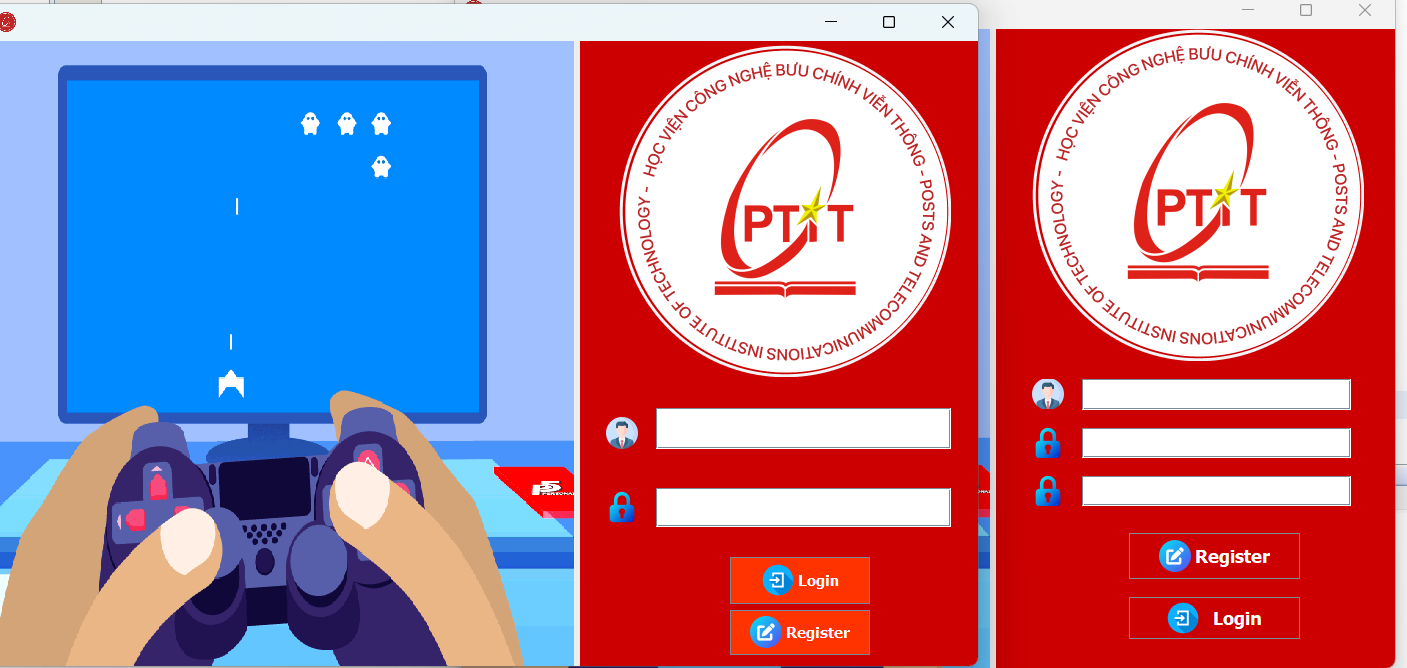 HỌC VIỆN CÔNG NGHỆ BƯU CHÍNH VIỄN THÔNG - POSTS AND TELECOMMUNICATIONS INSTITUTE OF TECHNOLOGY -
PTIT
Login
Register
HỌC VIỆN CÔNG NGHỆ BƯU CHÍNH VIỄN THÔNG - POSTS AND TELECOMMUNICATIONS INSTITUTE OF TECHNOLOGY -
PTIT
Register
Login